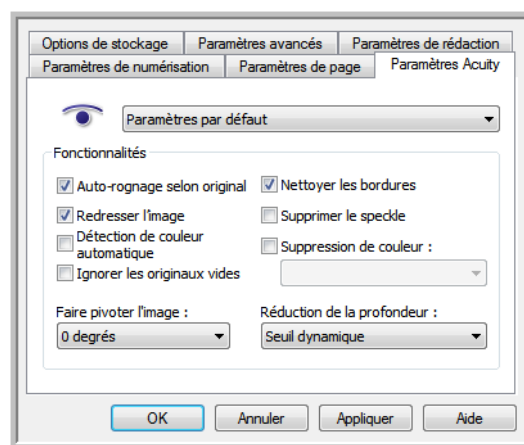 Options de stockage Paramètres avancés Paramètres de rédaction
Paramètres de numérisation Paramètres de page Paramètres Acuity
Paramètres par défaut
Fonctionnalités
Auto-rognage selon original
Nettoyer les bordures
Redresser l'image
Supprimer le speckle
Détection de couleur
automatique
Suppression de couleur :
Ignorer les originaux vides
Faire pivoter l'image :
Réduction de la profondeur :
0 degrés
Seuil dynamique
OK Annuler Appliquer Aide